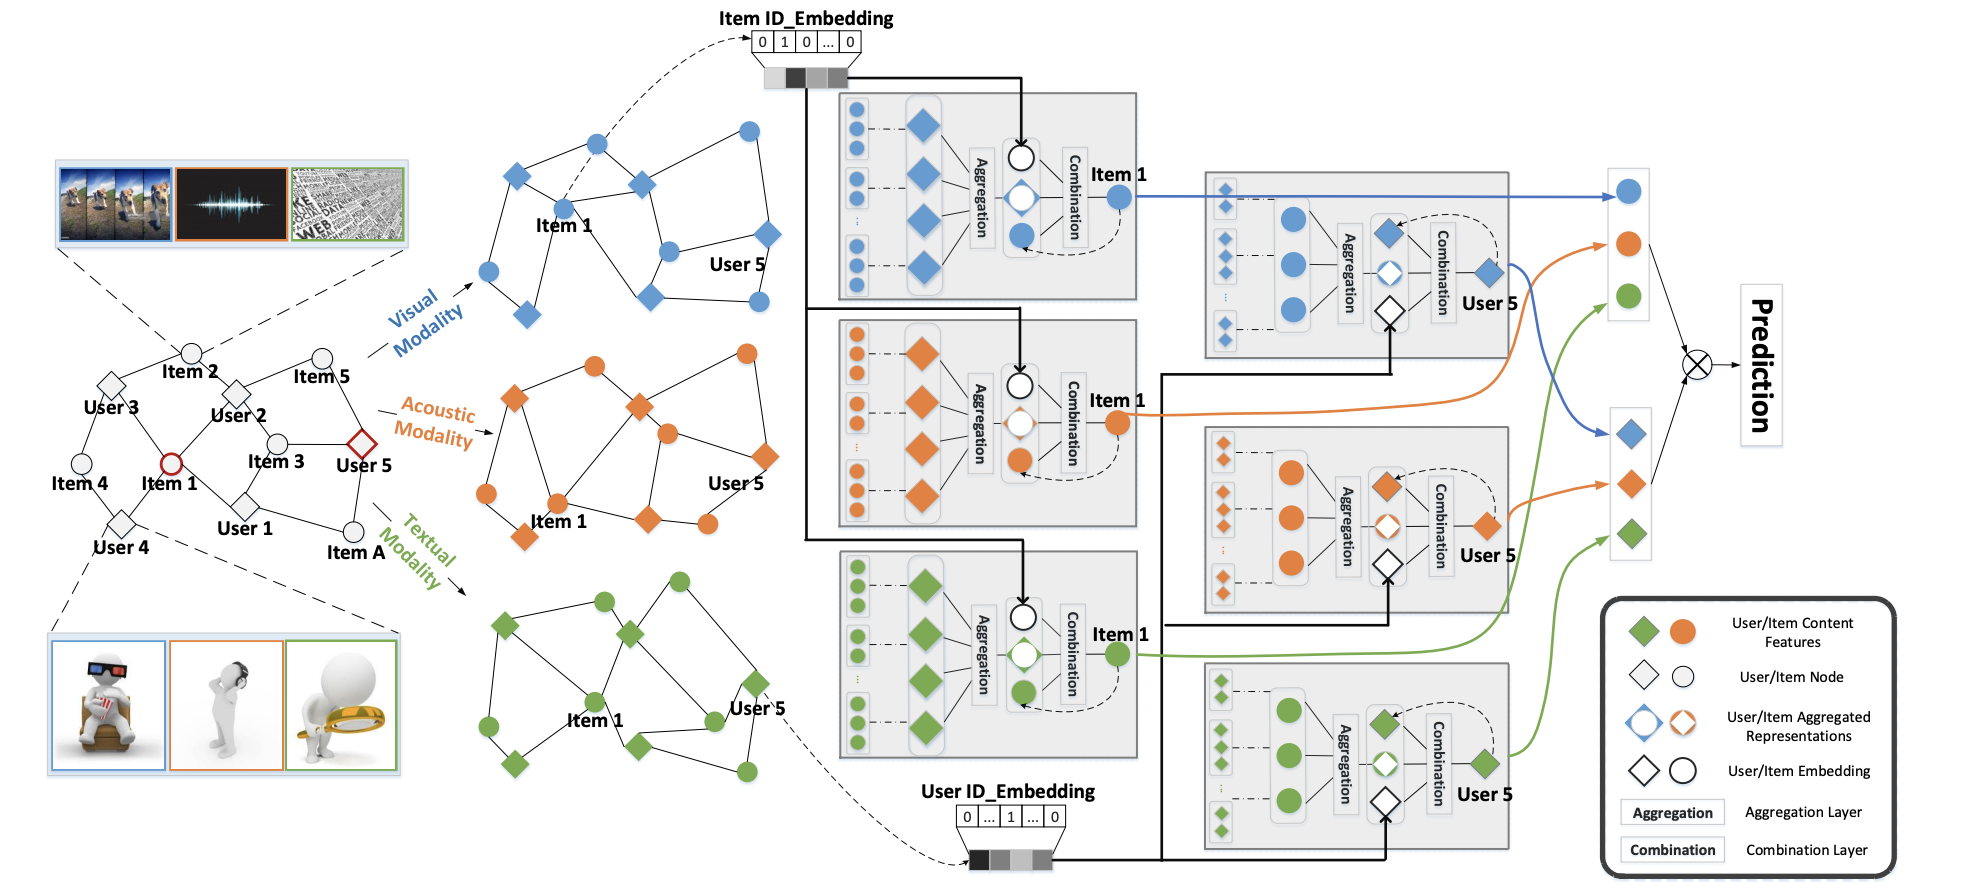 Item ID_Embedding
0 1 0 ... 0
Item 1
User 5
Visual
Modality
Item 2
Item 5
User 3
User 2
Item 3
User 5
Item 4
Item 1
User 1
User 4
Item A
Acoustic
Modality
User 5
Item 1
Textual
Modality
Item 1
User 5
KE
SOCIAL
DATA
WEB
Aggregation
Combination
Item 1
Aggregation
Combination
Item 1
Aggregation
Combination
Item 1
User ID_Embedding
0 ... 1 ... 0
Aggregation
Combination
User 5
Aggregation
Combination
User 5
Aggregation
Combination
User 5
Prediction
User/Item Content
Features
User/Item Node
User/Item Aggregated
Representations
User/Item Embedding
Aggregation
Aggregation Layer
Combination
Combination Layer